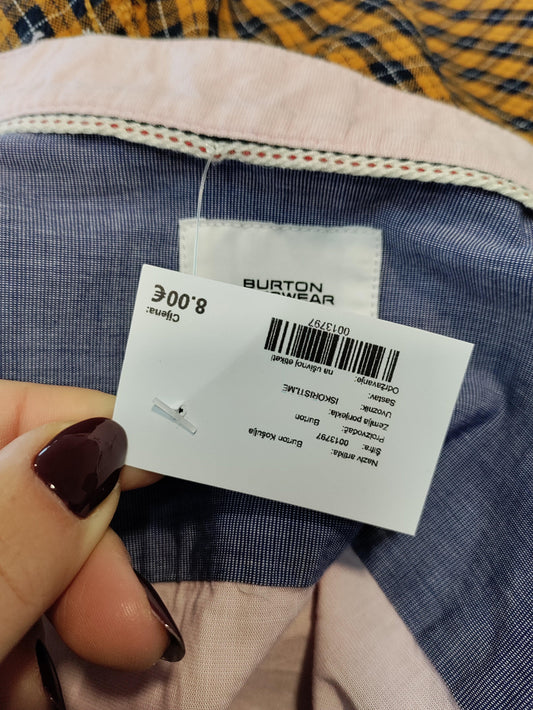 BURTON
WEAR
Naziv artikla: Burton Košulja
Šifra: 0013797
Proizvođač: Burton
Zemlja porijekla:
Uvoznik: ISKORISTI.ME
Sastav:
Održavanje:
na ušivnoj etiketi
0013797
Cijena:
8.00€